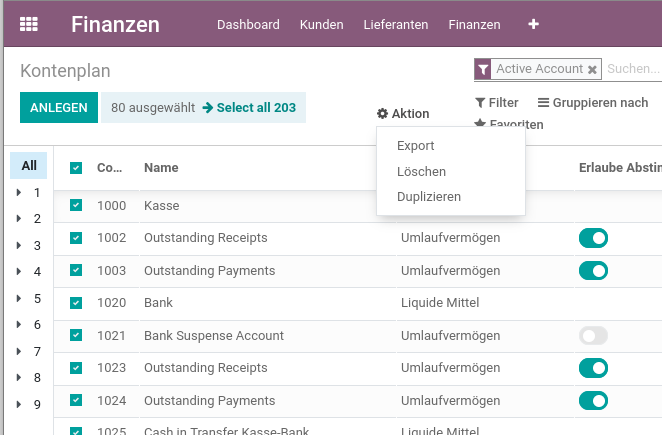 Finanzen Dashboard Kunden Lieferanten Finanzen
Kontenplan
Active Account Suchen...
ANLEGEN 80 ausgewählt Select all 203
Aktion
Filter Gruppieren nach
Favoriten
Export
Löschen
Duplizieren
All Co... Name Erlaube Abstim
1
2
3
4
5
6
7
8
9
1000 Kasse
1002 Outstanding Receipts Umlaufvermögen
1003 Outstanding Payments Umlaufvermögen
1020 Bank Liquide Mittel
1021 Bank Suspense Account Umlaufvermögen
1023 Outstanding Receipts Umlaufvermögen
1024 Outstanding Payments Umlaufvermögen
1025 Cash in Transfer Kasse-Bank Liquide Mittel